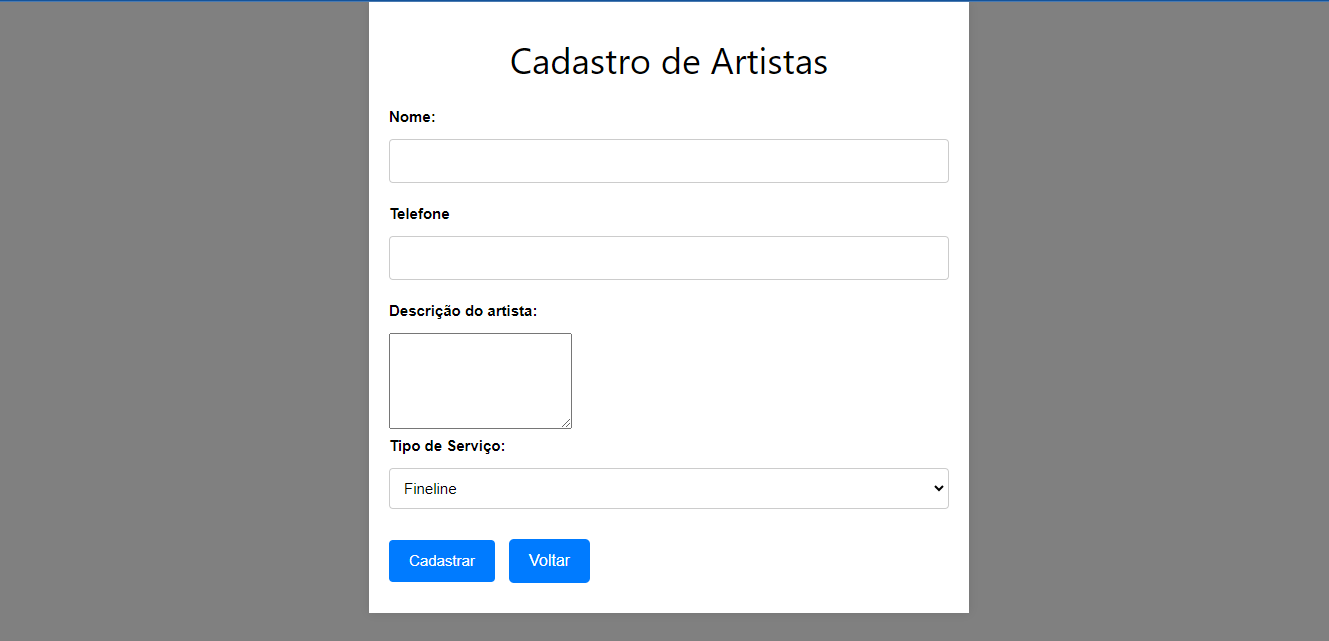 Cadastro de Artistas
Nome:
Telefone
Descrição do artista:
Tipo de Serviço:
Fineline
Cadastrar
Voltar